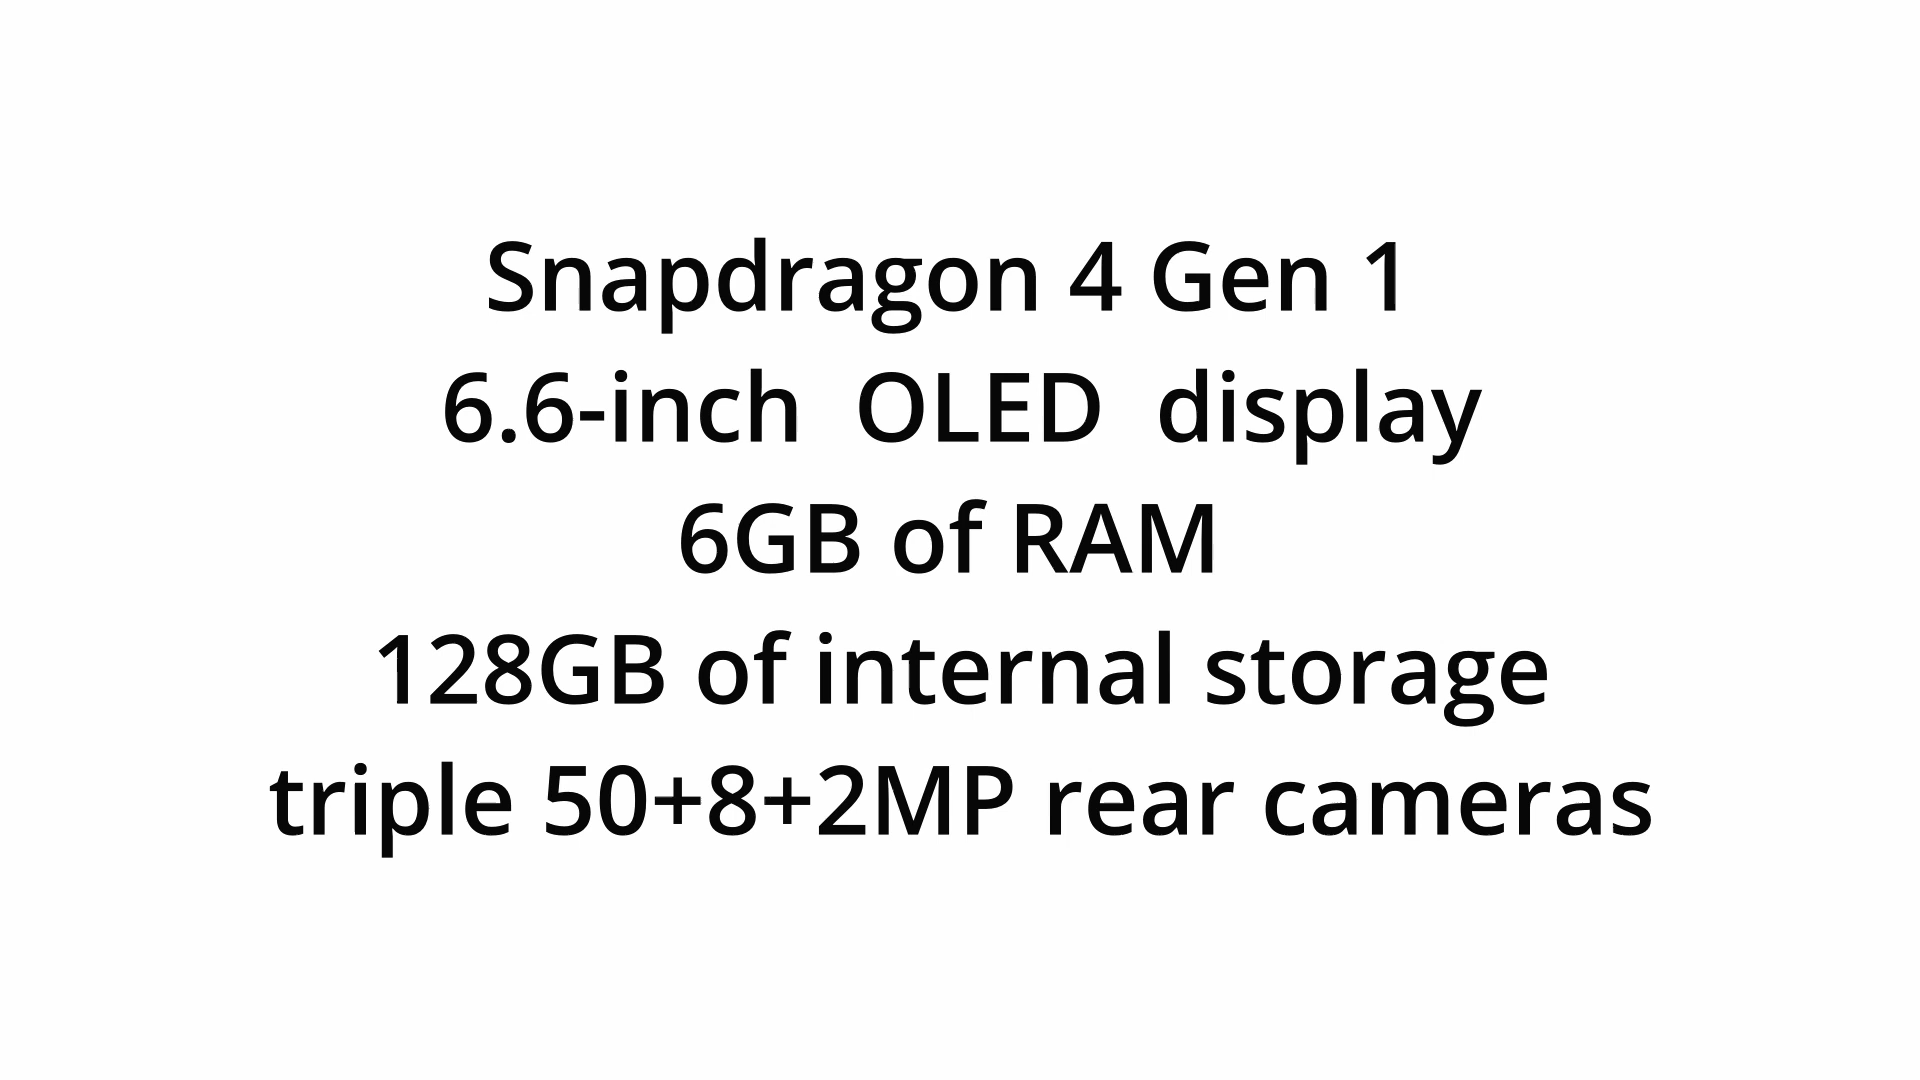 Snapdragon 4 Gen 1
6.6-inch OLED display
6GB of RAM
128GB of internal storage
triple 50+8+2MP rear cameras